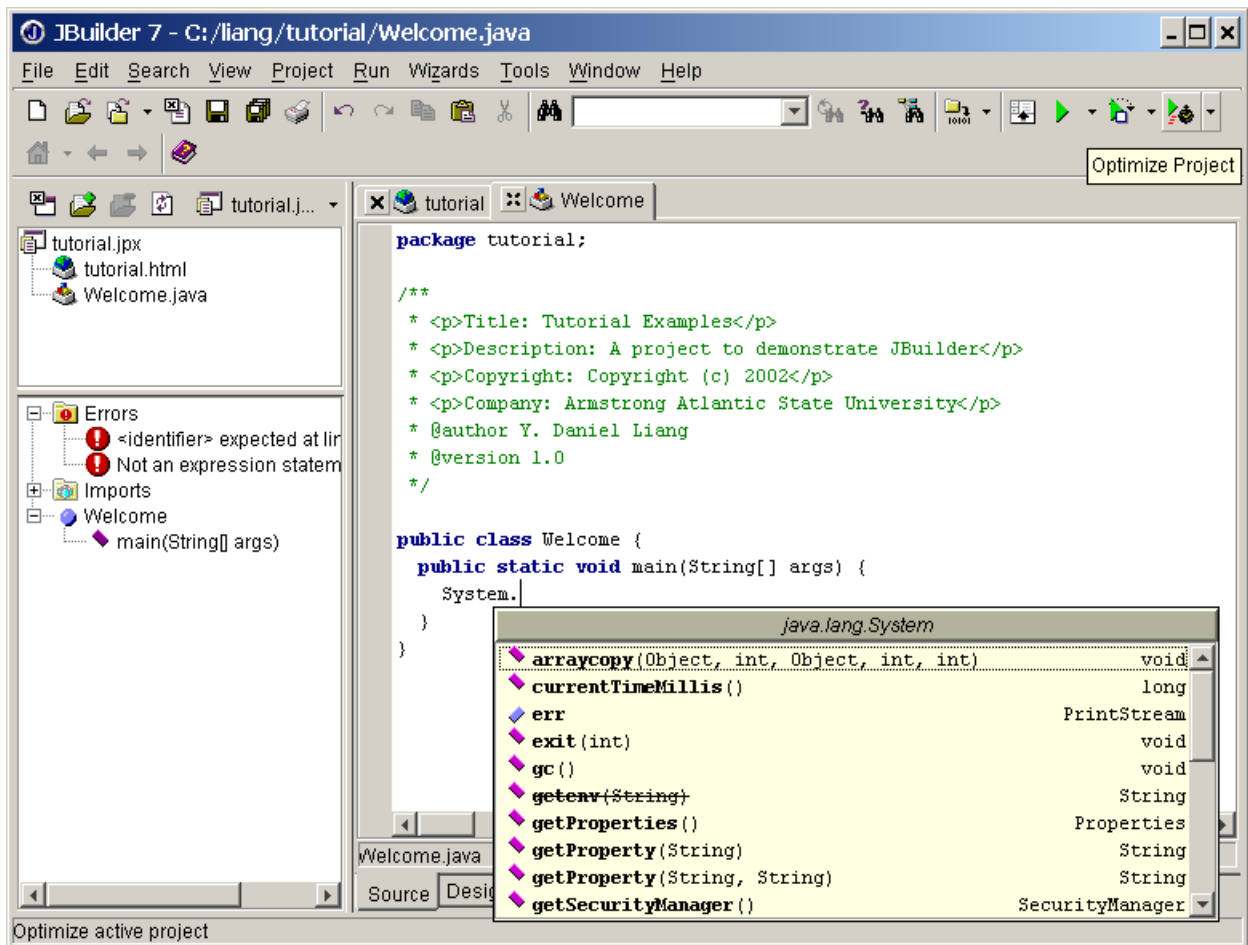 JBuilder 7 - C:/liang/tutorial/Welcome.java
File Edit Search View Project Run Wizards Tools Window Help
Optimize Project
tutorial.j...
tutorial Welcome
tutorial.jpx
tutorial.html
Welcome.java
Errors
<identifier> expected at lin
Not an expression statem
Imports
Welcome
main(String[] args)
package tutorial;
/**
* <p>Title: Tutorial Examples</p>
* <p>Description: A project to demonstrate JBuilder</p>
* <p>Copyright: Copyright (c) 2002</p>
* <p>Company: Armstrong Atlantic State University</p>
* @author Y. Daniel Liang
* @version 1.0
*/
public class Welcome {
public static void main(String[] args) {
System.
}
}
java.lang.System
arraycopy(Object, int, Object, int, int) void
currentTimeMillis() long
err PrintStream
exit(int) void
gc() void
getenv(String) String
getProperties() Properties
getProperty(String) String
getProperty(String, String) String
getSecurityManager() SecurityManager
Welcome.java
Source Desig
Optimize active project